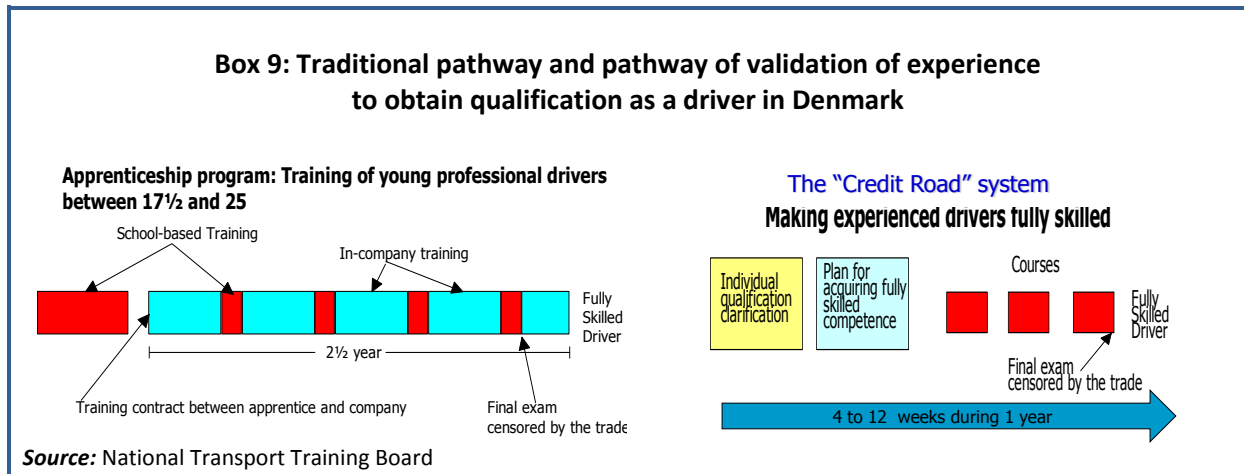 Box 9: Traditional pathway and pathway of validation of experience
to obtain qualification as a driver in Denmark
Apprenticeship program: Training of young professional drivers
between 17½ and 25
School-based Training
In-company training
Fully
Skilled
Driver
2½ year
Training contract between apprentice and company
Final exam
censored by the trade
The “Credit Road” system
Making experienced drivers fully skilled
Individual
qualification
clarification
Plan for
acquiring fully
skilled
competence
Courses
Fully
Skilled
Driver
Final exam
censored by the trade
4 to 12 weeks during 1 year
Source: National Transport Training Board